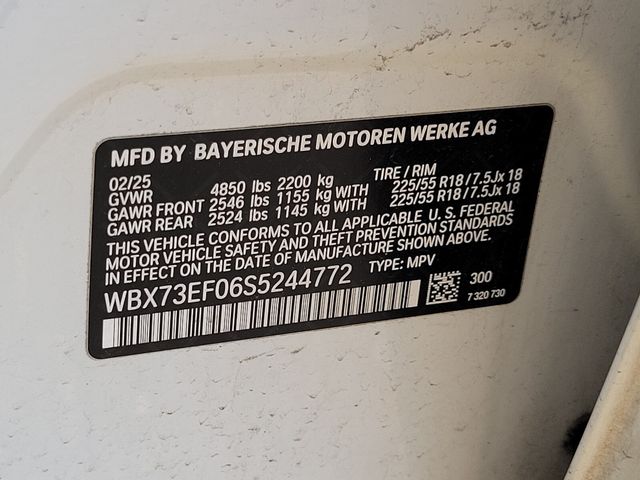 MFD BY BAYERISCHE MOTOREN WERKE AG
02/25 TIRE / RIM
GVWR 4850 lbs 2200 kg
GAWR FRONT 2546 lbs 1155 kg WITH 225/55 R18 / 7.5Jx 18
GAWR REAR 2524 lbs 1145 kg WITH 225/55 R18 / 7.5Jx 18
THIS VEHICLE CONFORMS TO ALL APPLICABLE U. S. FEDERAL
MOTOR VEHICLE SAFETY AND THEFT PREVENTION STANDARDS
IN EFFECT ON THE DATE OF MANUFACTURE SHOWN ABOVE.
WBX73EF06S5244772 TYPE: MPV
300
7 320 730